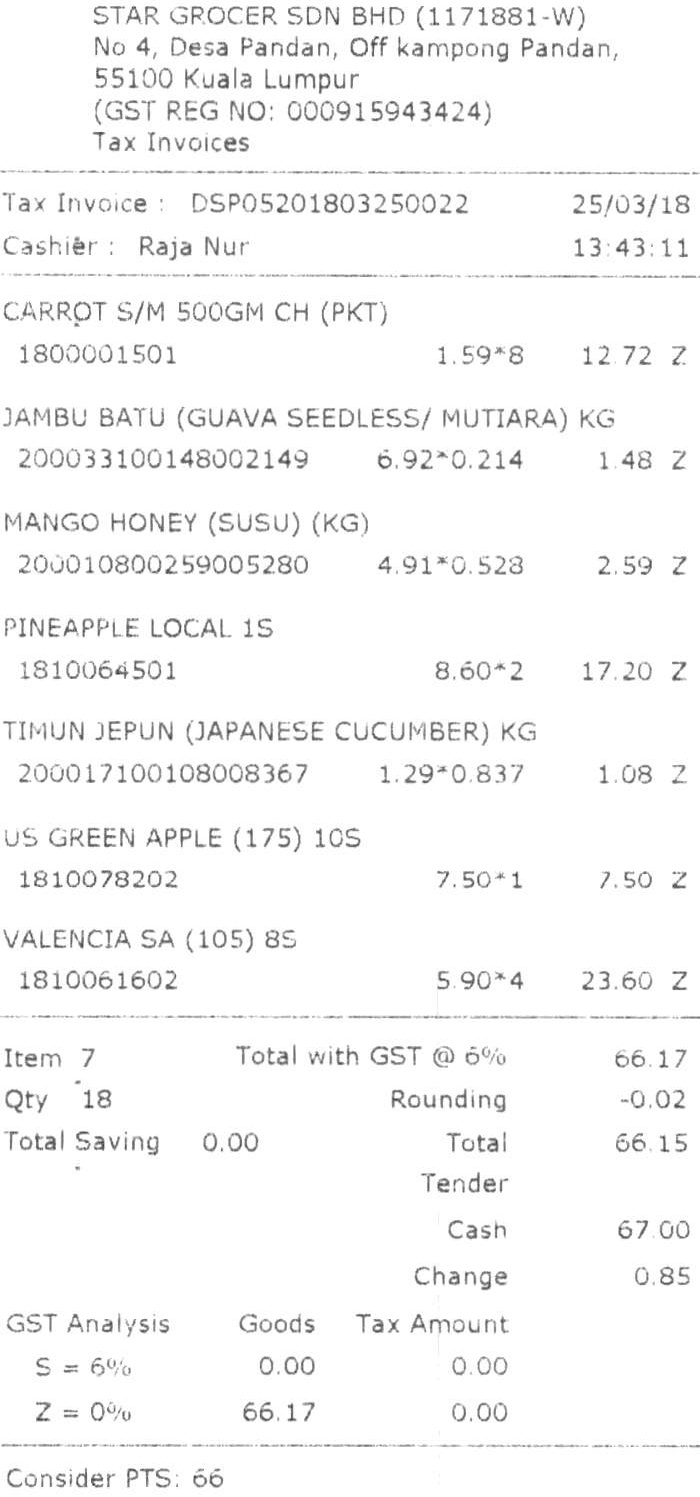 STAR GROCER SDN BHD (1171881-W)
No 4, Desa Pandan, Off kampong Pandan,
55100 Kuala Lumpur
(GST REG NO: 000915943424)
Tax Invoices
Tax Invoice : DSP05201803250022 25/03/18
Cashier : Raja Nur 13:43:11
CARROT S/M 500GM CH (PKT)
1800001501 1.59*8 12.72 Z
JAMBU BATU (GUAVA SEEDLESS/ MUTIARA) KG
200033100148002149 6.92*0.214 1.48 Z
MANGO HONEY (SUSU) (KG)
200010800259005280 4.91*0.528 2.59 Z
PINEAPPLE LOCAL 1S
1810064501 8.60*2 17.20 Z
TIMUN JEPUN (JAPANESE CUCUMBER) KG
200017100108008367 1.29*0.837 1.08 Z
US GREEN APPLE (175) 10S
1810078202 7.50*1 7.50 Z
VALENCIA SA (105) 8S
1810061602 5.90*4 23.60 Z
Item 7 Total with GST @ 6% 66.17
Qty 18 Rounding -0.02
Total Saving 0.00 Total 66.15
Tender
Cash 67.00
Change 0.85
GST Analysis Goods Tax Amount
S = 6% 0.00 0.00
Z = 0% 66.17 0.00
Consider PTS: 66